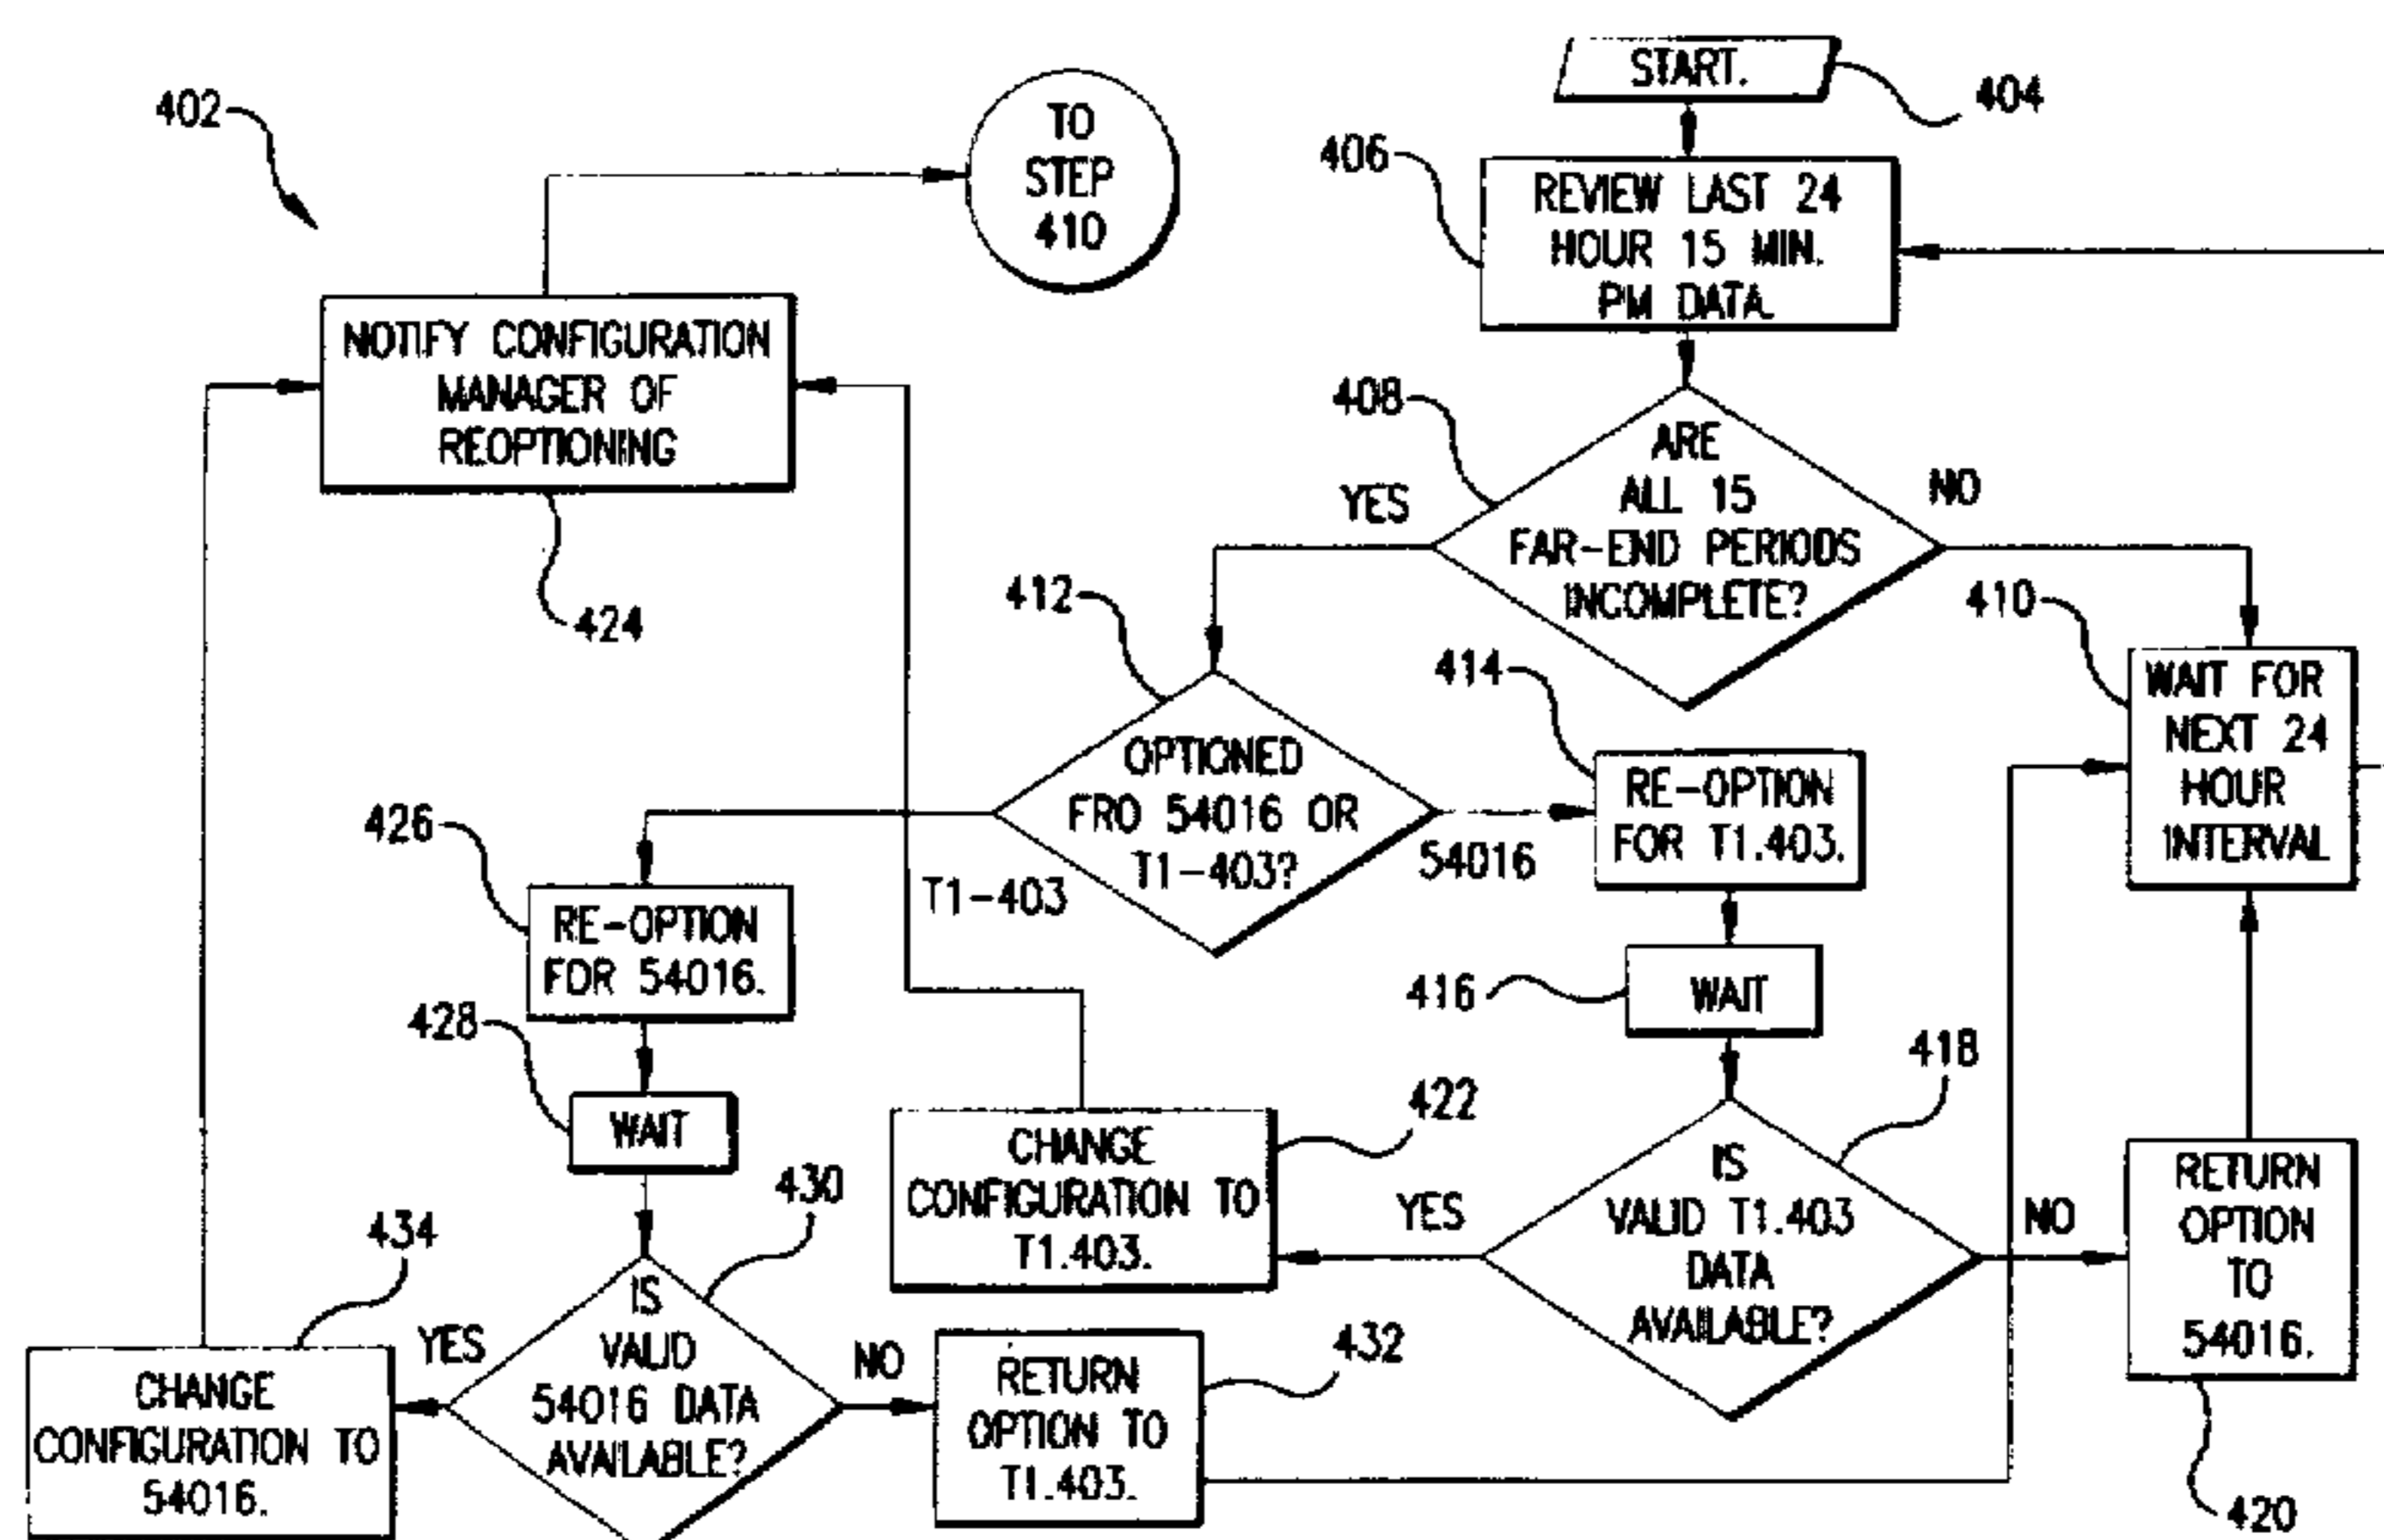 402
TO
STEP
410
START.
404
406
REVIEW LAST 24
HOUR 15 MIN.
PM DATA.
NOTIFY CONFIGURATION
MANAGER OF
REOPTIONING
424
408
ARE
ALL 15
FAR-END PERIODS
INCOMPLETE?
YES
NO
410
WAIT FOR
NEXT 24
HOUR
INTERVAL
412
OPTIONED
FRO 54016 OR
T1-403?
T1-403
54016
414
RE-OPTION
FOR T1.403.
416
WAIT
426
RE-OPTION
FOR 54016.
428
WAIT
418
IS
VALID T1.403
DATA
AVAILABLE?
YES
NO
422
CHANGE
CONFIGURATION TO
T1.403.
RETURN
OPTION
TO
54016.
420
430
IS
VALID
54016 DATA
AVAILABLE?
YES
NO
434
CHANGE
CONFIGURATION TO
54016.
432
RETURN
OPTION TO
T1.403.